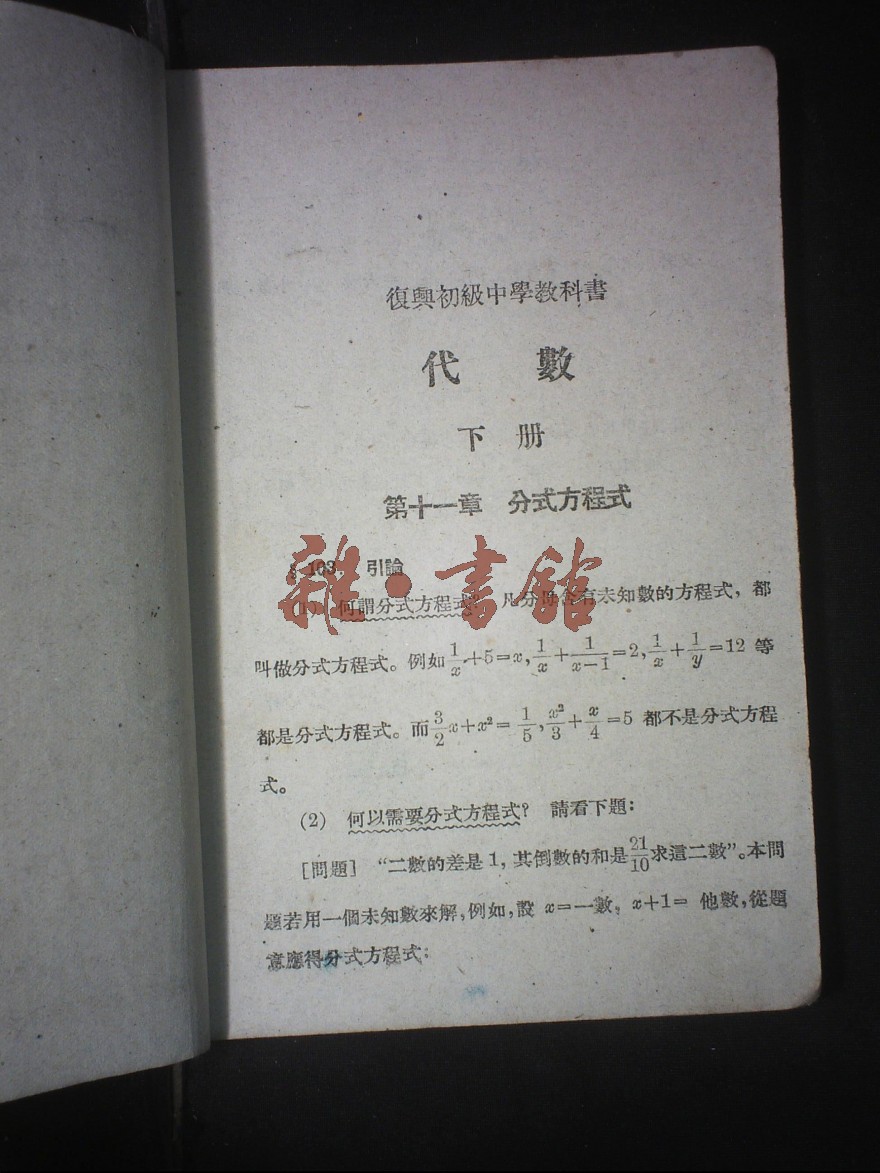 復興初級中學教科書
代 數
下 册
第十一章 分式方程式
§ 103. 引論
雜·書館
(1) 何謂分式方程式? 凡分母含有未知數的方程式，都
叫做分式方程式。例如 1/x+5=x, 1/x+1/(x−1)=2, 1/x+1/y=12 等
都是分式方程式。而 3/2x+x²=1/5, x²/3+x/4=5 都不是分式方程
式。
(2) 何以需要分式方程式? 請看下題：
[問題] “二數的差是 1，其倒數的和是 21/10 求這二數”。本問
題若用一個未知數來解，例如，設 x=一數，x+1= 他數，從題
意應得分式方程式：